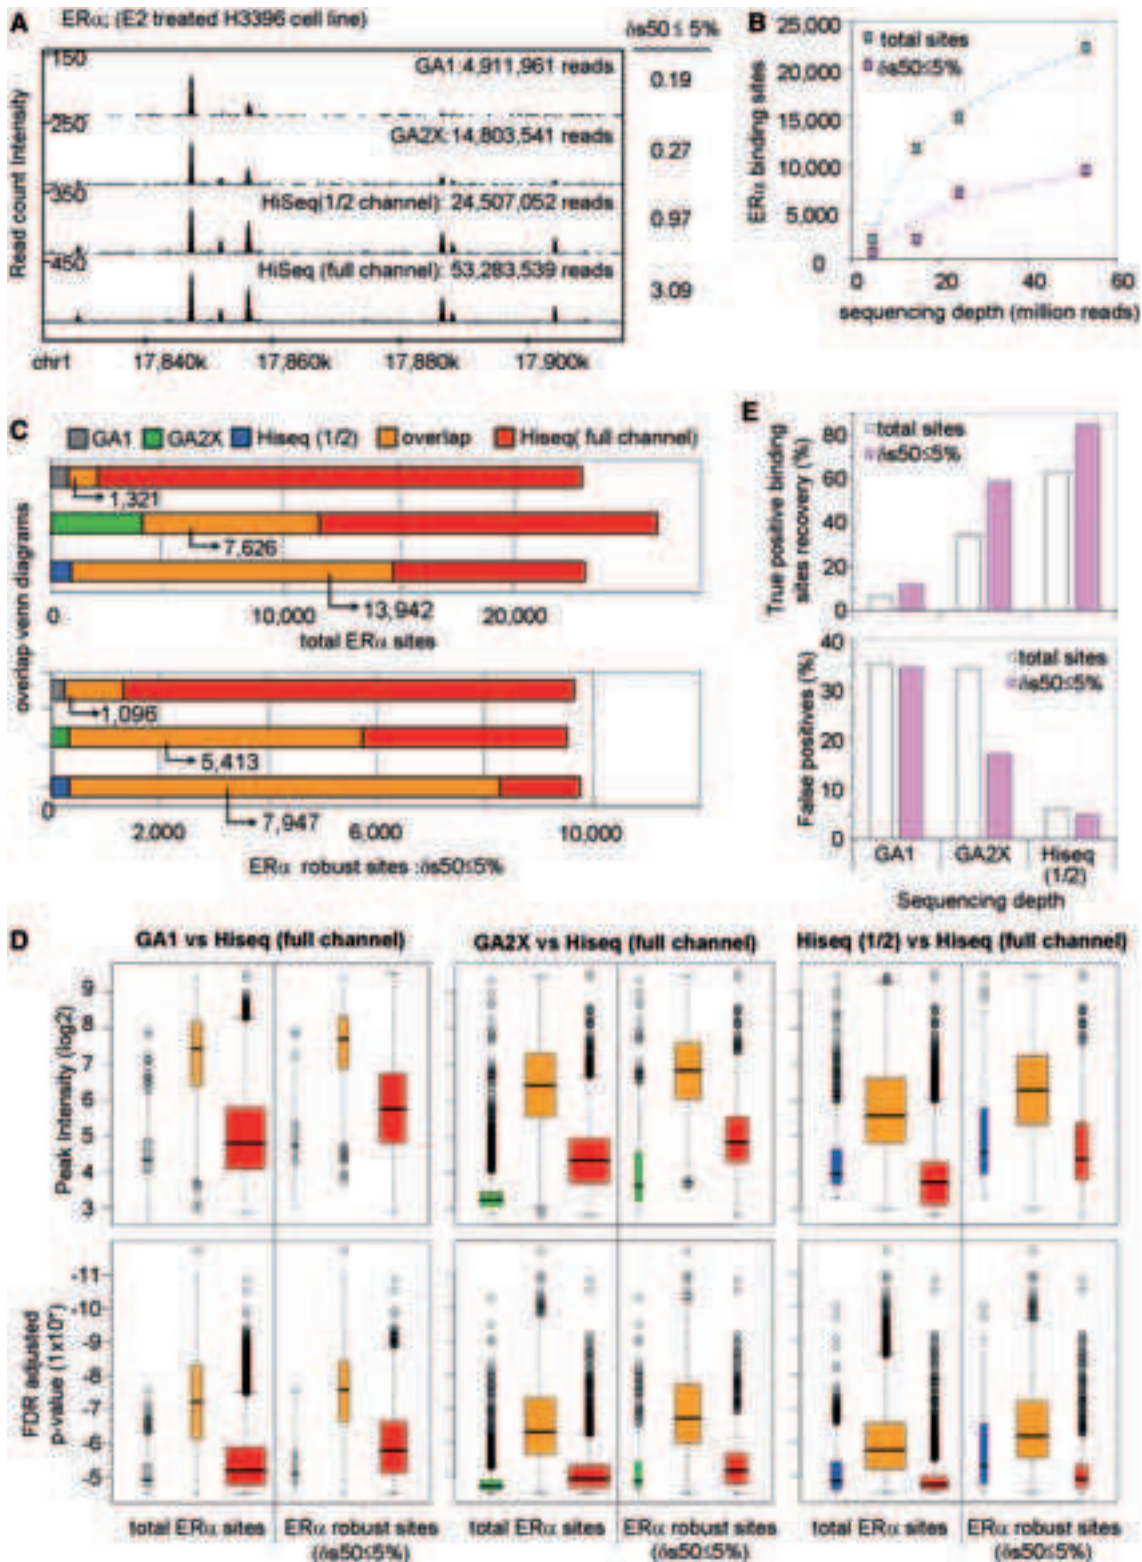 A ERα; (E2 treated H3396 cell line)
δs50 ≤ 5%
Read count Intensity
150
GA1:4,911,961 reads
0.19
250
GA2X:14,803,541 reads
0.27
350
HiSeq(1/2 channel): 24,507,052 reads
0.97
450
HiSeq (full channel): 53,283,539 reads
3.09
chr1 17,840k 17,860k 17,880k 17,900k
B
ERα binding sites
25,000
20,000
15,000
10,000
5,000
0
total sites
δs50≤5%
0 20 40 60
sequencing depth (million reads)
C
GA1 GA2X Hiseq (1/2) overlap Hiseq( full channel)
overlap venn diagrams
1,321
7,626
13,942
0 10,000 20,000
total ERα sites
1,096
5,413
7,947
0 2,000 6,000 10,000
ERα robust sites :δs50≤5%
E
True positive binding
sites recovery (%)
80
60
40
20
0
total sites
δs50≤5%
False positives (%)
40
35
30
20
10
0
total sites
δs50≤5%
GA1 GA2X Hiseq
(1/2)
Sequencing depth
D
GA1 vs Hiseq (full channel) GA2X vs Hiseq (full channel) Hiseq (1/2) vs Hiseq (full channel)
Peak Intensity (log2)
9
8
7
6
5
4
3
FDR adjusted
p-value (1x10ˣ)
-11
-10
-9
-8
-7
-6
-5
total ERα sites ERα robust sites total ERα sites ERα robust sites total ERα sites ERα robust sites
(δs50≤5%) (δs50≤5%) (δs50≤5%)